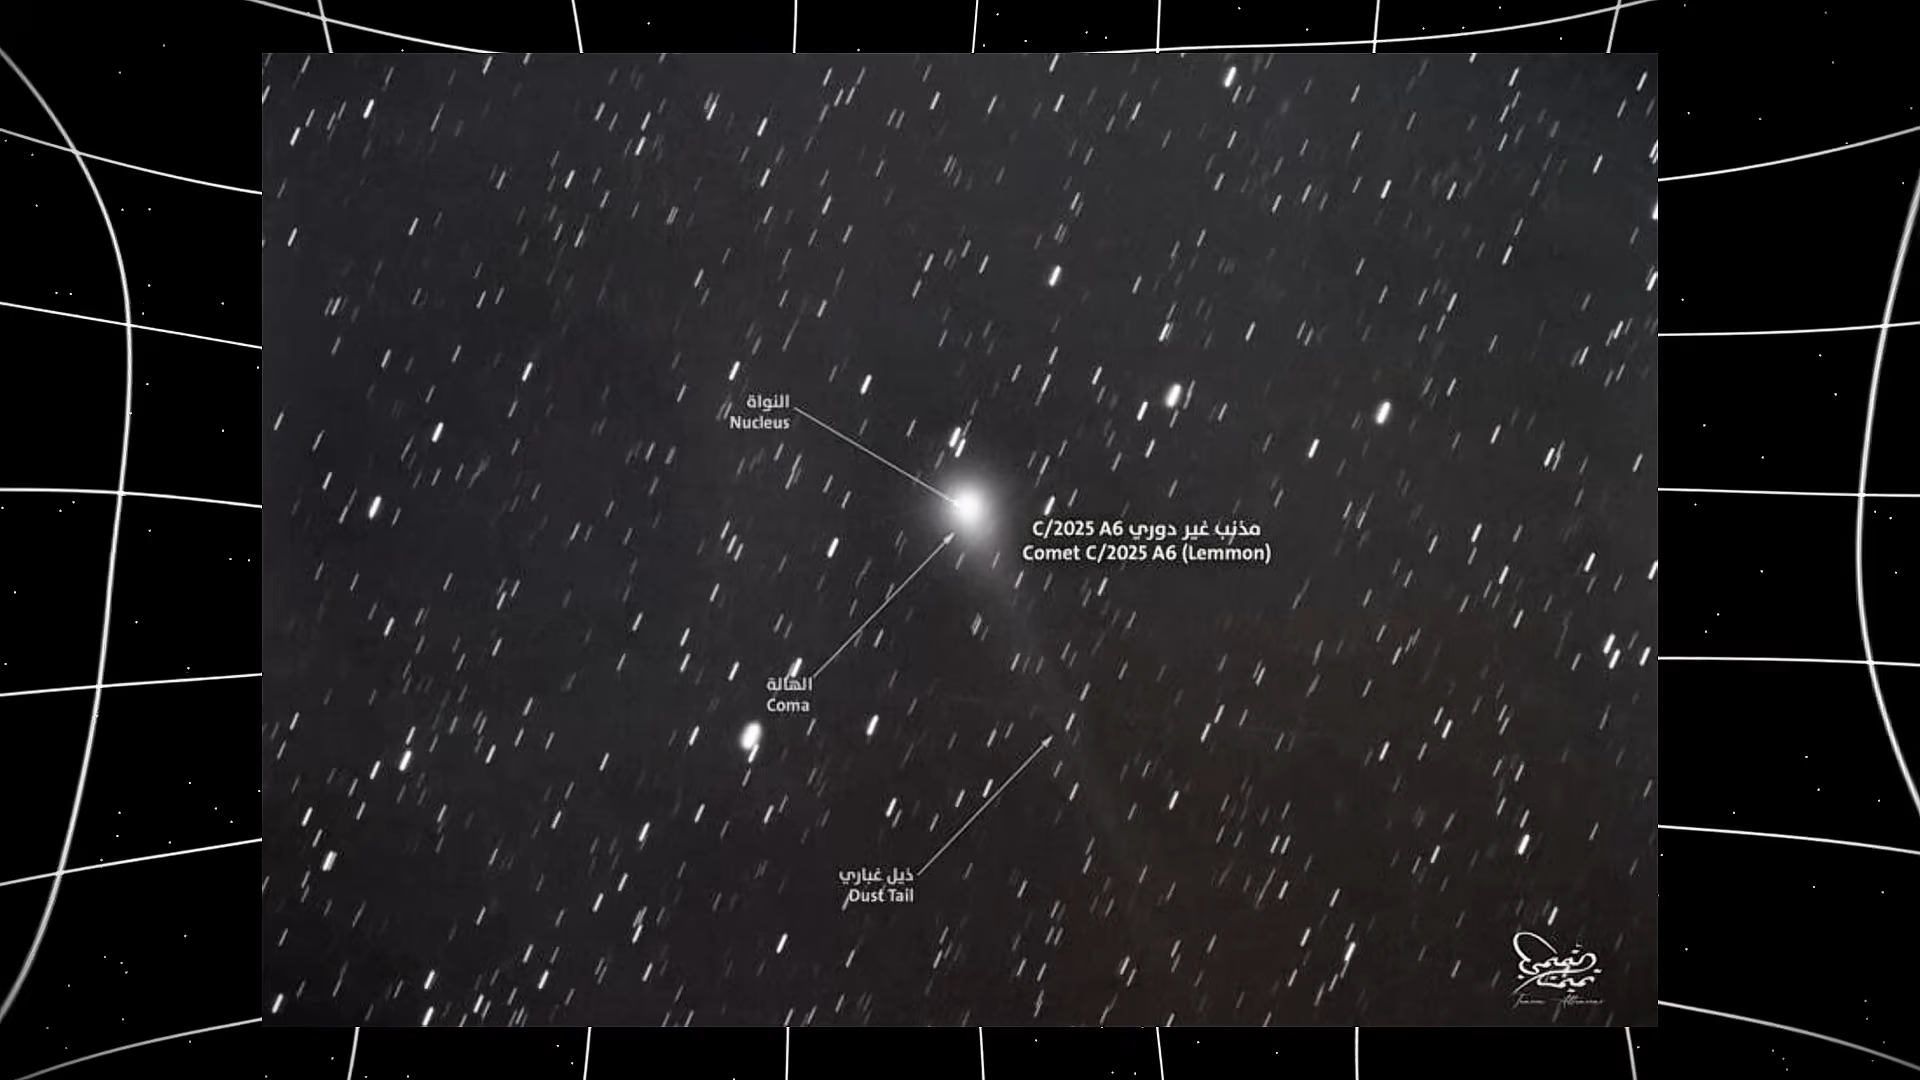 النواة
Nucleus
مذنب غير دوري C/2025 A6
Comet C/2025 A6 (Lemmon)
الهالة
Coma
ذيل غباري
Dust Tail